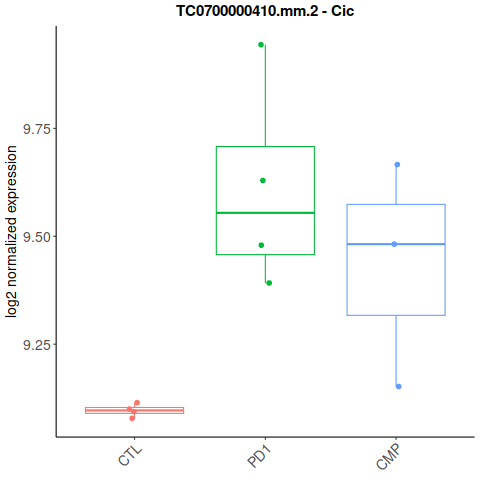 TC0700000410.mm.2 - Cic
log2 normalized expression
9.75
9.50
9.25
CTL
PD1
CMP